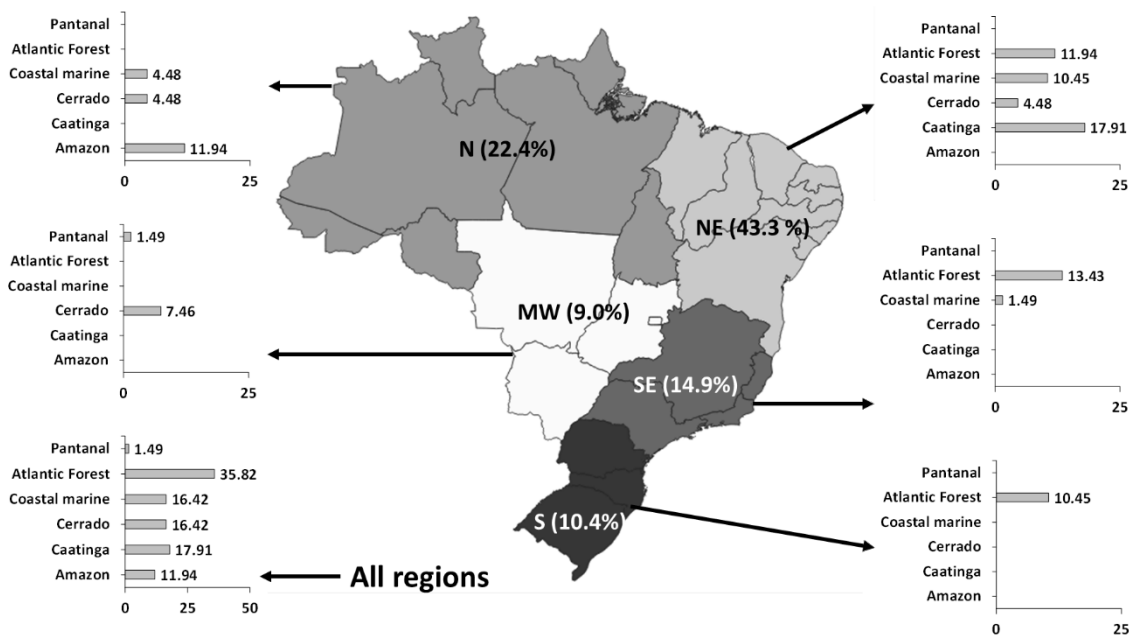 Pantanal
Atlantic Forest
Coastal marine 4.48
Cerrado 4.48
Caatinga
Amazon 11.94
0 25
Pantanal 1.49
Atlantic Forest
Coastal marine
Cerrado 7.46
Caatinga
Amazon
0 25
Pantanal 1.49
Atlantic Forest 35.82
Coastal marine 16.42
Cerrado 16.42
Caatinga 17.91
Amazon 11.94
0 25 50
All regions
N (22.4%)
NE (43.3 %)
MW (9.0%)
SE (14.9%)
S (10.4%)
Pantanal
Atlantic Forest 11.94
Coastal marine 10.45
Cerrado 4.48
Caatinga 17.91
Amazon
0 25
Pantanal
Atlantic Forest 13.43
Coastal marine 1.49
Cerrado
Caatinga
Amazon
0 25
Pantanal
Atlantic Forest 10.45
Coastal marine
Cerrado
Caatinga
Amazon
0 25